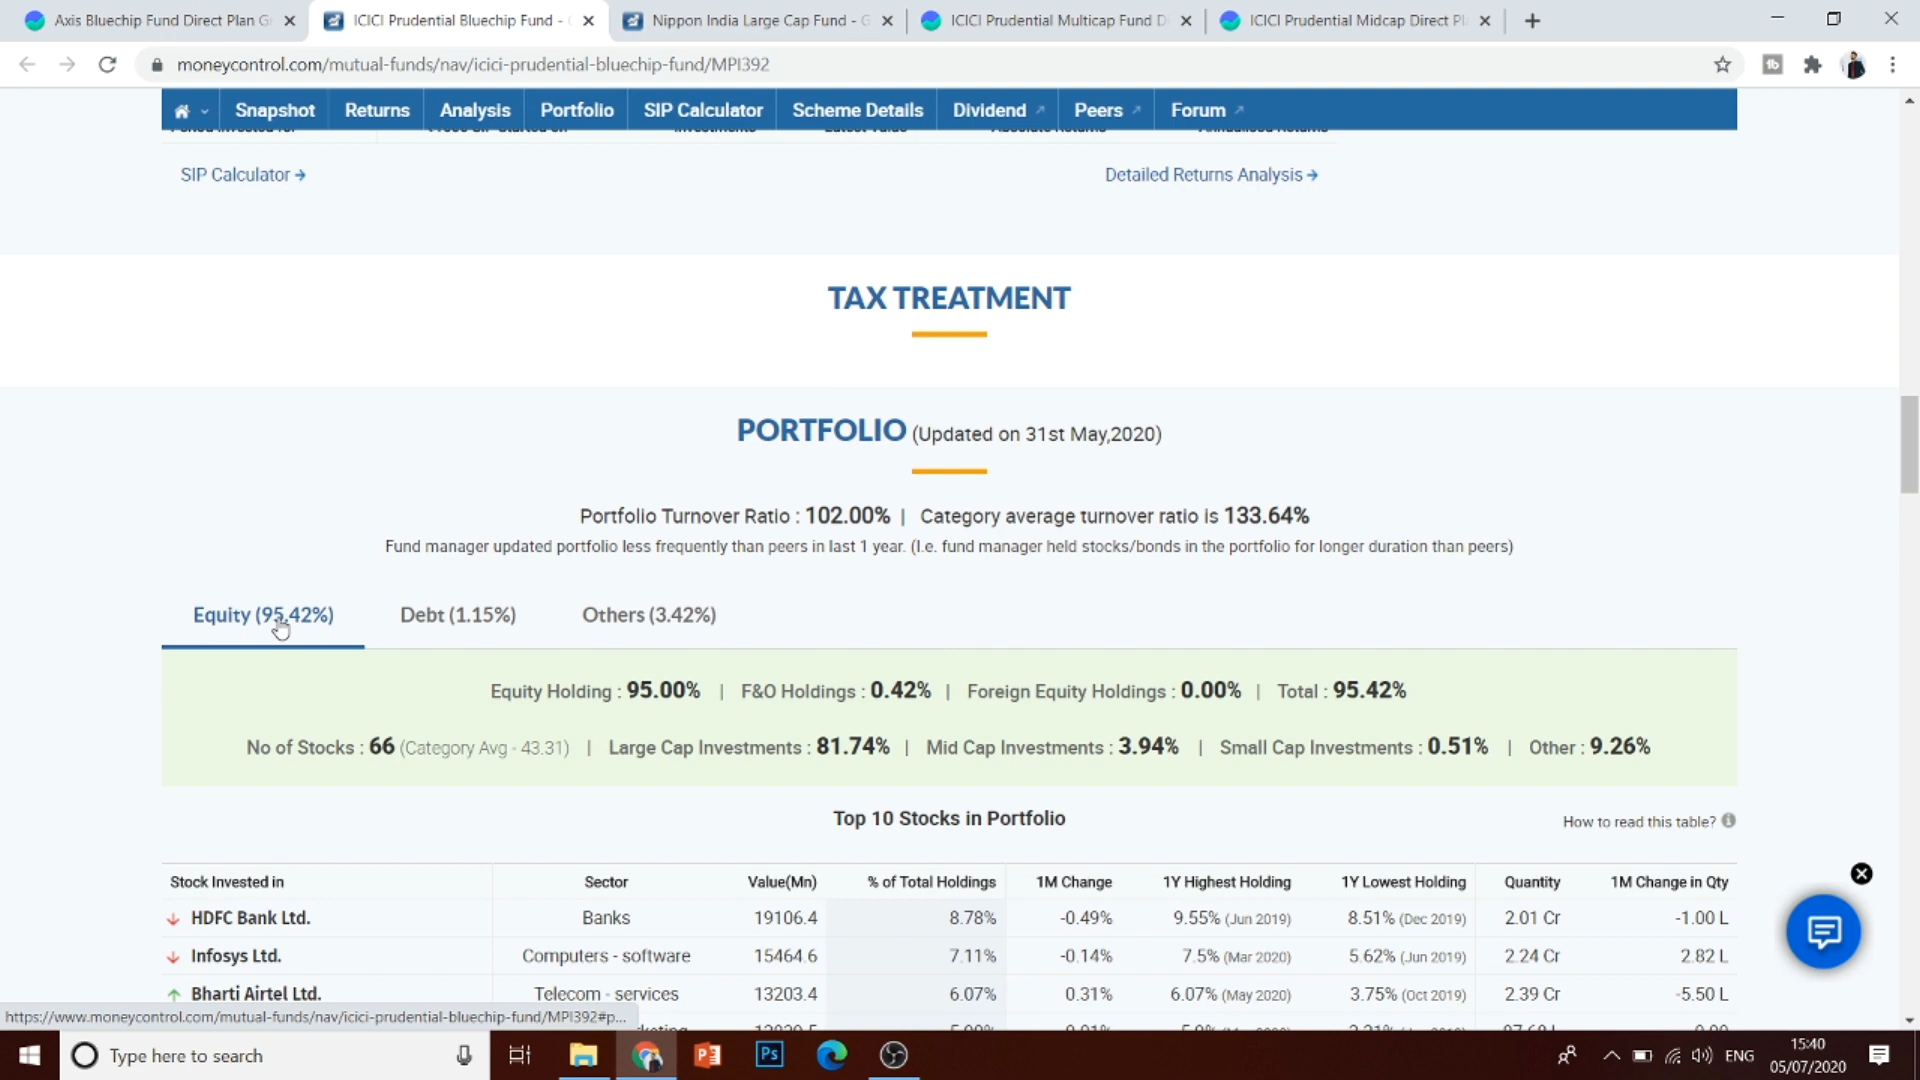 Axis Bluechip Fund Direct Plan Gr
ICICI Prudential Bluechip Fund -
Nippon India Large Cap Fund - G
ICICI Prudential Multicap Fund D
ICICI Prudential Midcap Direct Pl
moneycontrol.com/mutual-funds/nav/icici-prudential-bluechip-fund/MPI392
Snapshot Returns Analysis Portfolio SIP Calculator Scheme Details Dividend Peers Forum
SIP Calculator → Detailed Returns Analysis →
TAX TREATMENT
PORTFOLIO (Updated on 31st May,2020)
Portfolio Turnover Ratio : 102.00% | Category average turnover ratio is 133.64%
Fund manager updated portfolio less frequently than peers in last 1 year. (I.e. fund manager held stocks/bonds in the portfolio for longer duration than peers)
Equity (95.42%) Debt (1.15%) Others (3.42%)
Equity Holding : 95.00% | F&O Holdings : 0.42% | Foreign Equity Holdings : 0.00% | Total : 95.42%
No of Stocks : 66 (Category Avg - 43.31) | Large Cap Investments : 81.74% | Mid Cap Investments : 3.94% | Small Cap Investments : 0.51% | Other : 9.26%
Top 10 Stocks in Portfolio
How to read this table?
Stock Invested in Sector Value(Mn) % of Total Holdings 1M Change 1Y Highest Holding 1Y Lowest Holding Quantity 1M Change in Qty
↓ HDFC Bank Ltd. Banks 19106.4 8.78% -0.49% 9.55% (Jun 2019) 8.51% (Dec 2019) 2.01 Cr -1.00 L
↓ Infosys Ltd. Computers - software 15464.6 7.11% -0.14% 7.5% (Mar 2020) 5.62% (Jun 2019) 2.24 Cr 2.82 L
↑ Bharti Airtel Ltd. Telecom - services 13203.4 6.07% 0.31% 6.07% (May 2020) 3.75% (Oct 2019) 2.39 Cr -5.50 L
https://www.moneycontrol.com/mutual-funds/nav/icici-prudential-bluechip-fund/MPI392#p...
Type here to search
ENG
15:40
05/07/2020